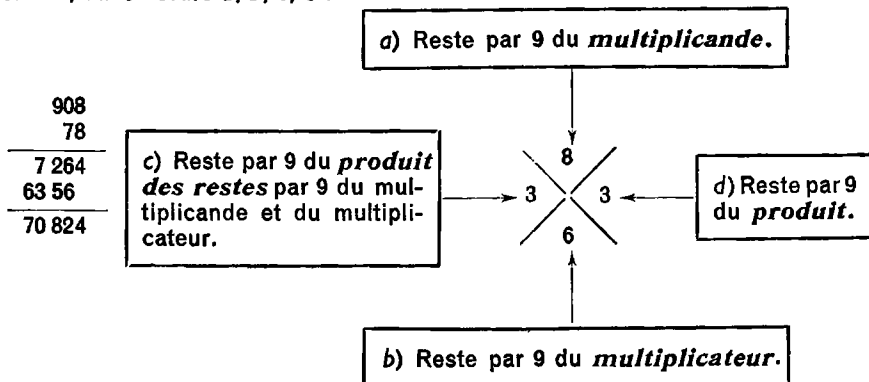 a) Reste par 9 du multiplicande.
908
78
7 264
63 56
70 824
c) Reste par 9 du produit
des restes par 9 du mul-
tiplicande et du multipli-
cateur.
8
3 3
6
d) Reste par 9
du produit.
b) Reste par 9 du multiplicateur.